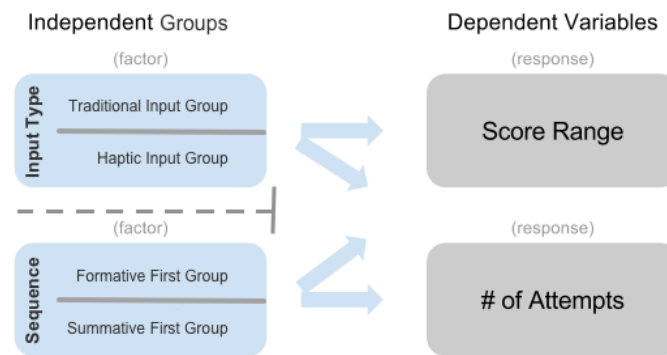 Independent Groups
Dependent Variables
(factor)
(response)
Input Type
Traditional Input Group
Haptic Input Group
Score Range
(factor)
(response)
Sequence
Formative First Group
Summative First Group
# of Attempts